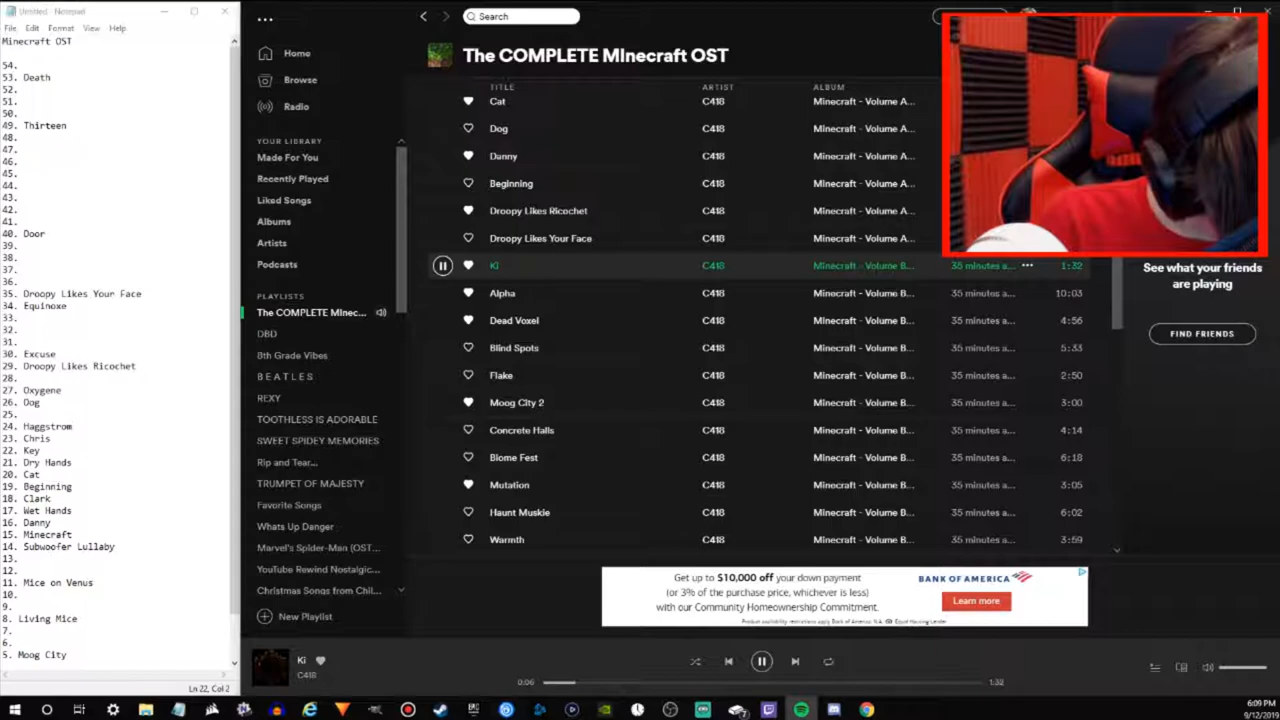 Untitled - Notepad
File Edit Format View Help
Minecraft OST
54.
53. Death
52.
51.
50.
49. Thirteen
48.
47.
46.
45.
44.
43.
42.
41.
40. Door
39.
38.
37.
36.
35. Droopy Likes Your Face
34. Equinoxe
33.
32.
31.
30. Excuse
29. Droopy Likes Ricochet
28.
27. Oxygene
26. Dog
25.
24. Haggstrom
23. Chris
22. Key
21. Dry Hands
20. Cat
19. Beginning
18. Clark
17. Wet Hands
16. Danny
15. Minecraft
14. Subwoofer Lullaby
13.
12.
11. Mice on Venus
10.
9.
8. Living Mice
7.
6.
5. Moog City
Ln 22, Col 2
Home
Browse
Radio
YOUR LIBRARY
Made For You
Recently Played
Liked Songs
Albums
Artists
Podcasts
PLAYLISTS
The COMPLETE MInec...
DBD
8th Grade Vibes
B E A T L E S
REXY
TOOTHLESS IS ADORABLE
SWEET SPIDEY MEMORIES
Rip and Tear...
TRUMPET OF MAJESTY
Favorite Songs
Whats Up Danger
Marvel's Spider-Man (OST...
YouTube Rewind Nostalgic...
Christmas Songs from Chil...
New Playlist
Search
The COMPLETE MInecraft OST
TITLE ARTIST ALBUM
Cat C418 Minecraft - Volume A...
Dog C418 Minecraft - Volume A...
Danny C418 Minecraft - Volume A...
Beginning C418 Minecraft - Volume A...
Droopy Likes Ricochet C418 Minecraft - Volume A...
Droopy Likes Your Face C418 Minecraft - Volume A...
Ki C418 Minecraft - Volume B... 35 minutes a... 1:32
Alpha C418 Minecraft - Volume B... 35 minutes a... 10:03
Dead Voxel C418 Minecraft - Volume B... 35 minutes a... 4:56
Blind Spots C418 Minecraft - Volume B... 35 minutes a... 5:33
Flake C418 Minecraft - Volume B... 35 minutes a... 2:50
Moog City 2 C418 Minecraft - Volume B... 35 minutes a... 3:00
Concrete Halls C418 Minecraft - Volume B... 35 minutes a... 4:14
Biome Fest C418 Minecraft - Volume B... 35 minutes a... 6:18
Mutation C418 Minecraft - Volume B... 35 minutes a... 3:05
Haunt Muskie C418 Minecraft - Volume B... 35 minutes a... 6:02
Warmth C418 Minecraft - Volume B... 35 minutes a... 3:59
See what your friends
are playing
FIND FRIENDS
Get up to $10,000 off your down payment
(or 3% of the purchase price, whichever is less)
with our Community Homeownership Commitment.
BANK OF AMERICA
Learn more
Ki
C418
0:06
1:32
6:09 PM
9/12/2019